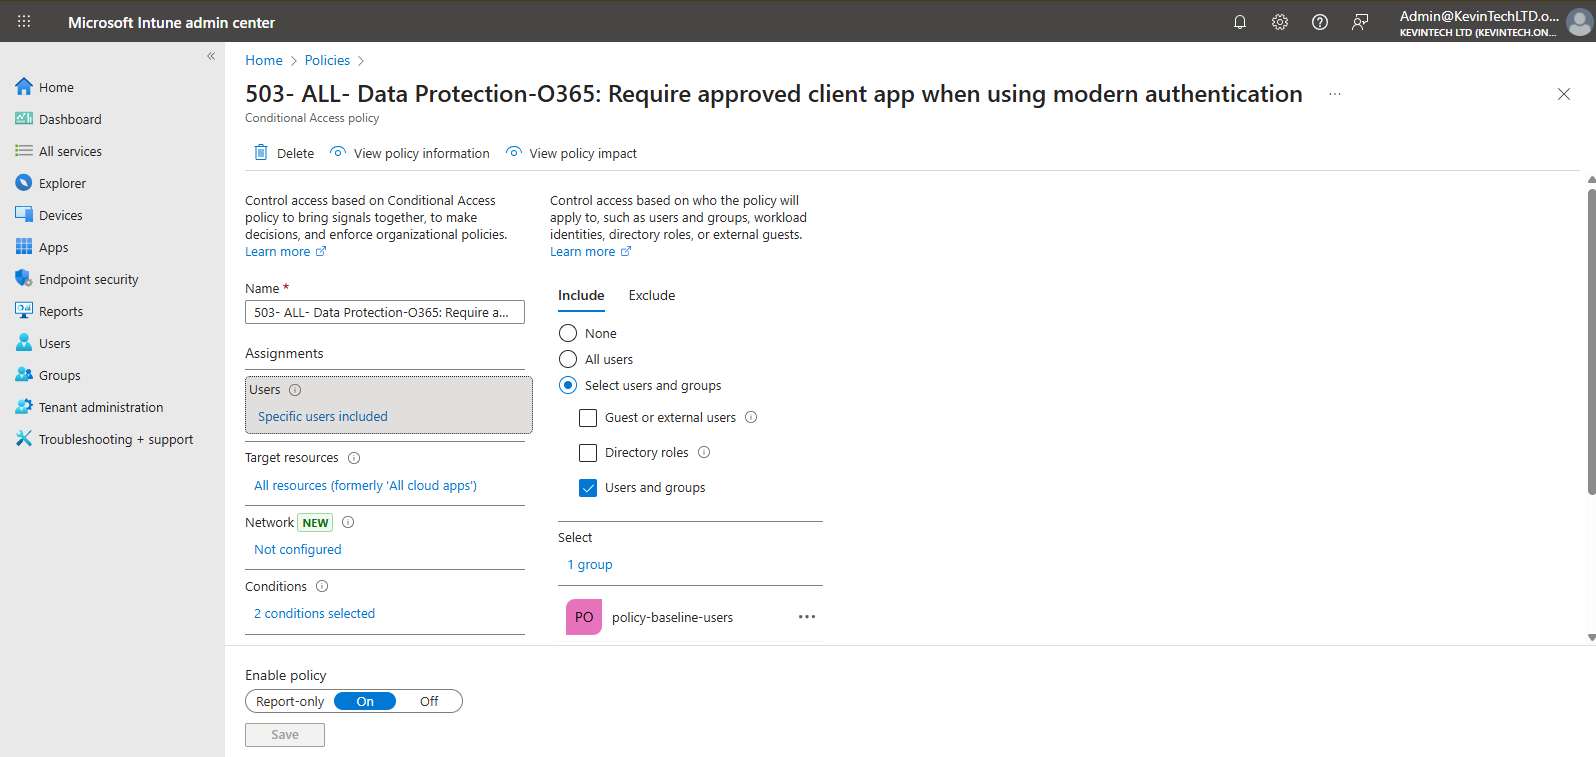 Microsoft Intune admin center
Admin@KevinTechLTD.o...
KEVINTECH LTD (KEVINTECH.ON...
Home
Dashboard
All services
Explorer
Devices
Apps
Endpoint security
Reports
Users
Groups
Tenant administration
Troubleshooting + support
Home > Policies >
503- ALL- Data Protection-O365: Require approved client app when using modern authentication ...
Conditional Access policy
Delete View policy information View policy impact
Control access based on Conditional Access
policy to bring signals together, to make
decisions, and enforce organizational policies.
Learn more
Name *
503- ALL- Data Protection-O365: Require a...
Assignments
Users
Specific users included
Target resources
All resources (formerly 'All cloud apps')
Network NEW
Not configured
Conditions
2 conditions selected
Control access based on who the policy will
apply to, such as users and groups, workload
identities, directory roles, or external guests.
Learn more
Include Exclude
None
All users
Select users and groups
Guest or external users
Directory roles
Users and groups
Select
1 group
PO policy-baseline-users
Enable policy
Report-only On Off
Save